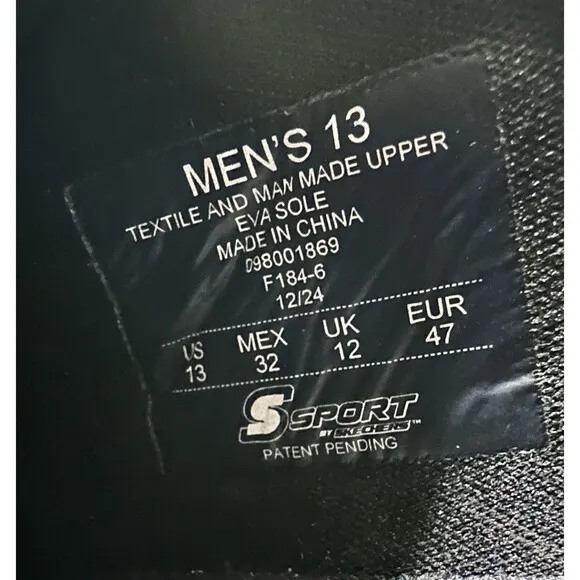 MEN'S 13
TEXTILE AND MAN MADE UPPER
EVA SOLE
MADE IN CHINA
098001869
F184-6
12/24
US MEX UK EUR
13 32 12 47
S SPORT
BY SKECHERS™
PATENT PENDING